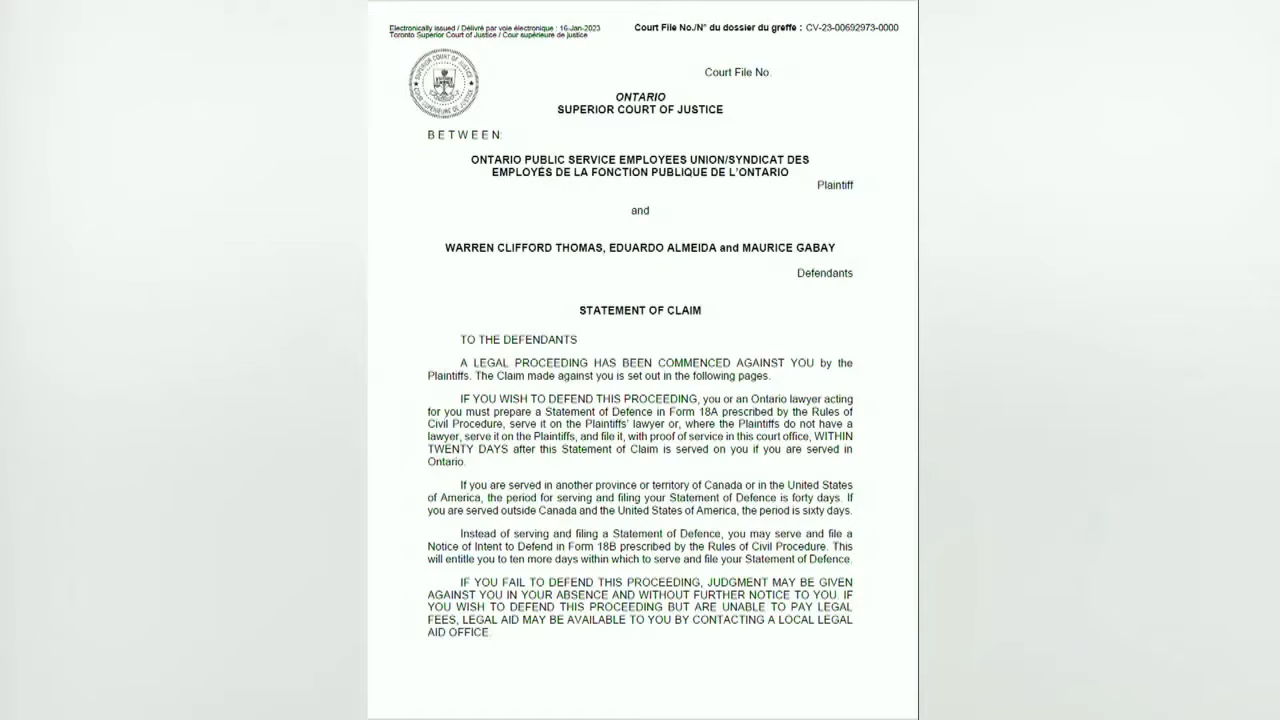 Electronically issued / Délivré par voie électronique : 16-Jan-2023
Toronto Superior Court of Justice / Cour supérieure de justice
Court File No./N° du dossier du greffe : CV-23-00692973-0000
SUPERIOR COURT OF JUSTICE
COUR SUPÉRIEURE DE JUSTICE
Court File No.
ONTARIO
SUPERIOR COURT OF JUSTICE
B E T W E E N:
ONTARIO PUBLIC SERVICE EMPLOYEES UNION/SYNDICAT DES
EMPLOYÉS DE LA FONCTION PUBLIQUE DE L'ONTARIO
Plaintiff
and
WARREN CLIFFORD THOMAS, EDUARDO ALMEIDA and MAURICE GABAY
Defendants
STATEMENT OF CLAIM
TO THE DEFENDANTS
A LEGAL PROCEEDING HAS BEEN COMMENCED AGAINST YOU by the
Plaintiffs. The Claim made against you is set out in the following pages.
IF YOU WISH TO DEFEND THIS PROCEEDING, you or an Ontario lawyer acting
for you must prepare a Statement of Defence in Form 18A prescribed by the Rules of
Civil Procedure, serve it on the Plaintiffs' lawyer or, where the Plaintiffs do not have a
lawyer, serve it on the Plaintiffs, and file it, with proof of service in this court office, WITHIN
TWENTY DAYS after this Statement of Claim is served on you if you are served in
Ontario.
If you are served in another province or territory of Canada or in the United States
of America, the period for serving and filing your Statement of Defence is forty days. If
you are served outside Canada and the United States of America, the period is sixty days.
Instead of serving and filing a Statement of Defence, you may serve and file a
Notice of Intent to Defend in Form 18B prescribed by the Rules of Civil Procedure. This
will entitle you to ten more days within which to serve and file your Statement of Defence.
IF YOU FAIL TO DEFEND THIS PROCEEDING, JUDGMENT MAY BE GIVEN
AGAINST YOU IN YOUR ABSENCE AND WITHOUT FURTHER NOTICE TO YOU. IF
YOU WISH TO DEFEND THIS PROCEEDING BUT ARE UNABLE TO PAY LEGAL
FEES, LEGAL AID MAY BE AVAILABLE TO YOU BY CONTACTING A LOCAL LEGAL
AID OFFICE.